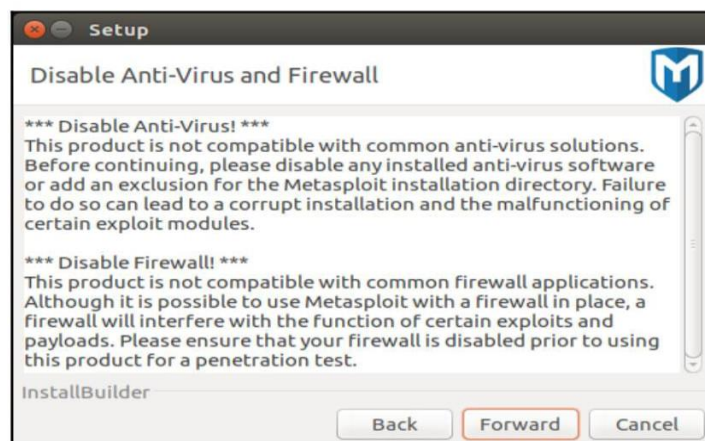 Setup
Disable Anti-Virus and Firewall
*** Disable Anti-Virus! ***
This product is not compatible with common anti-virus solutions.
Before continuing, please disable any installed anti-virus software
or add an exclusion for the Metasploit installation directory. Failure
to do so can lead to a corrupt installation and the malfunctioning of
certain exploit modules.
*** Disable Firewall! ***
This product is not compatible with common firewall applications.
Although it is possible to use Metasploit with a firewall in place, a
firewall will interfere with the function of certain exploits and
payloads. Please ensure that your firewall is disabled prior to using
this product for a penetration test.
InstallBuilder
Back Forward Cancel